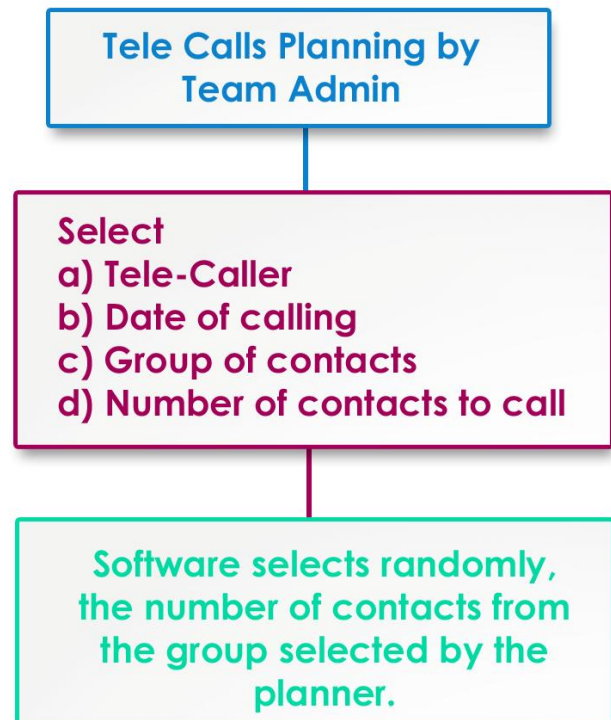 Tele Calls Planning by
Team Admin
Select
a) Tele-Caller
b) Date of calling
c) Group of contacts
d) Number of contacts to call
Software selects randomly,
the number of contacts from
the group selected by the
planner.